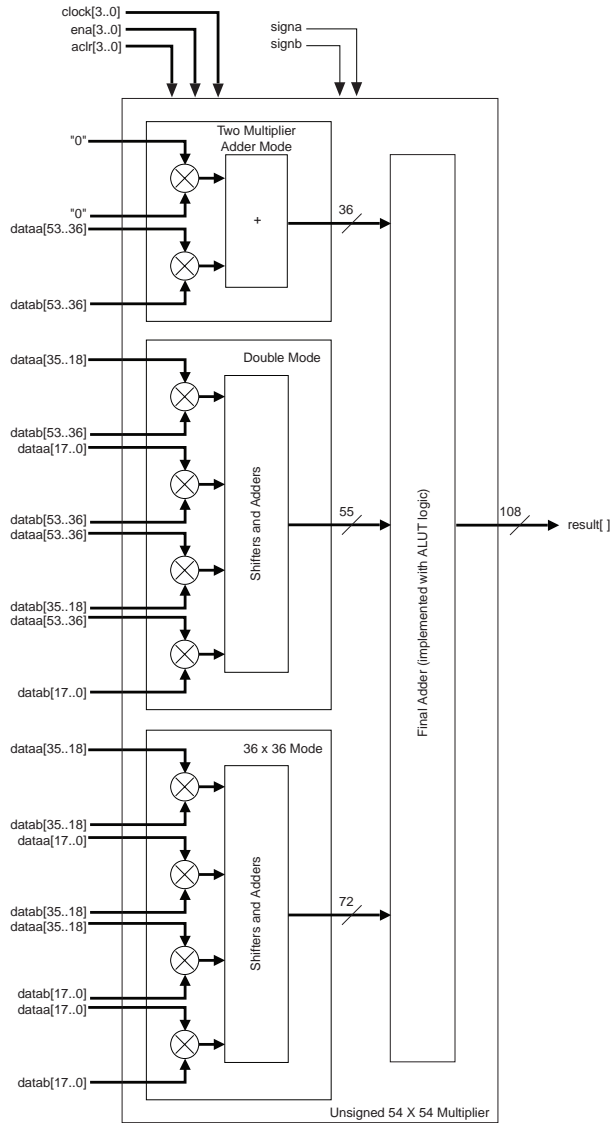 clock[3..0]
ena[3..0]
aclr[3..0]
signa
signb
Two Multiplier
Adder Mode
"0"
"0"
dataa[53..36]
datab[53..36]
+
36
Double Mode
dataa[35..18]
datab[53..36]
dataa[17..0]
datab[53..36]
dataa[53..36]
datab[35..18]
dataa[53..36]
datab[17..0]
Shifters and Adders
55
Final Adder (implemented with ALUT logic)
108
result[ ]
36 x 36 Mode
dataa[35..18]
datab[35..18]
dataa[17..0]
datab[35..18]
dataa[35..18]
datab[17..0]
dataa[17..0]
datab[17..0]
Shifters and Adders
72
Unsigned 54 X 54 Multiplier